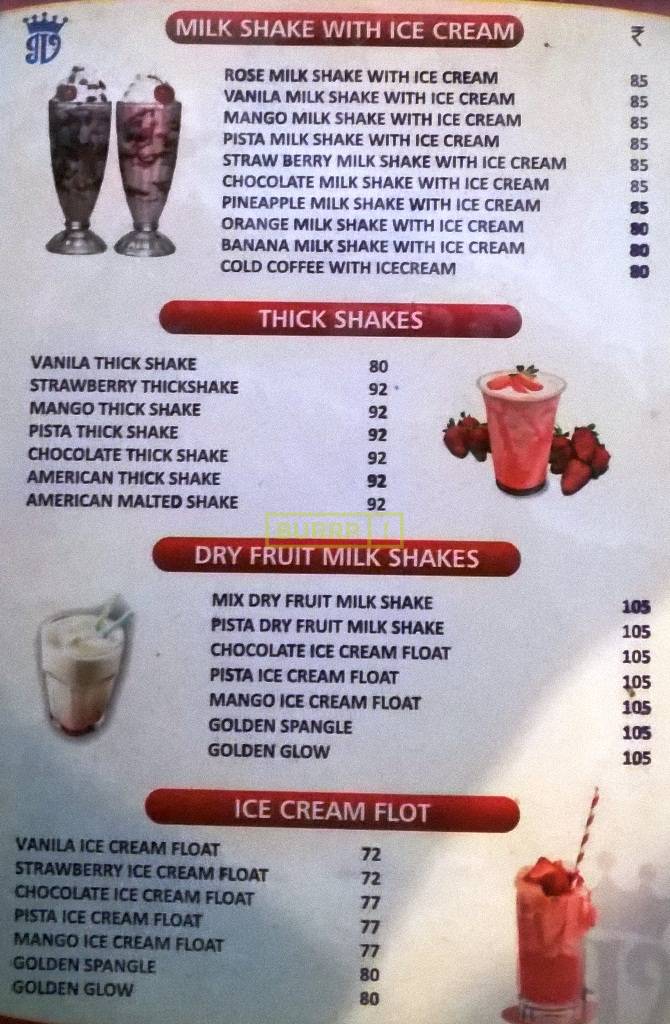 MILK SHAKE WITH ICE CREAM ₹
ROSE MILK SHAKE WITH ICE CREAM 85
VANILA MILK SHAKE WITH ICE CREAM 85
MANGO MILK SHAKE WITH ICE CREAM 85
PISTA MILK SHAKE WITH ICE CREAM 85
STRAW BERRY MILK SHAKE WITH ICE CREAM 85
CHOCOLATE MILK SHAKE WITH ICE CREAM 85
PINEAPPLE MILK SHAKE WITH ICE CREAM 85
ORANGE MILK SHAKE WITH ICE CREAM 80
BANANA MILK SHAKE WITH ICE CREAM 80
COLD COFFEE WITH ICECREAM 80
THICK SHAKES
VANILA THICK SHAKE 80
STRAWBERRY THICKSHAKE 92
MANGO THICK SHAKE 92
PISTA THICK SHAKE 92
CHOCOLATE THICK SHAKE 92
AMERICAN THICK SHAKE 92
AMERICAN MALTED SHAKE 92
BURRP !
DRY FRUIT MILK SHAKES
MIX DRY FRUIT MILK SHAKE 105
PISTA DRY FRUIT MILK SHAKE 105
CHOCOLATE ICE CREAM FLOAT 105
PISTA ICE CREAM FLOAT 105
MANGO ICE CREAM FLOAT 105
GOLDEN SPANGLE 105
GOLDEN GLOW 105
ICE CREAM FLOT
VANILA ICE CREAM FLOAT 72
STRAWBERRY ICE CREAM FLOAT 72
CHOCOLATE ICE CREAM FLOAT 77
PISTA ICE CREAM FLOAT 77
MANGO ICE CREAM FLOAT 77
GOLDEN SPANGLE 80
GOLDEN GLOW 80